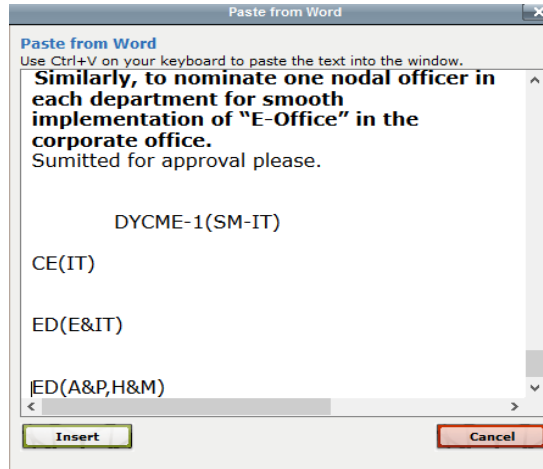 Paste from Word
Paste from Word
Use Ctrl+V on your keyboard to paste the text into the window.
Similarly, to nominate one nodal officer in
each department for smooth
implementation of “E-Office” in the
corporate office.
Sumitted for approval please.
DYCME-1(SM-IT)
CE(IT)
ED(E&IT)
ED(A&P,H&M)
Insert
Cancel